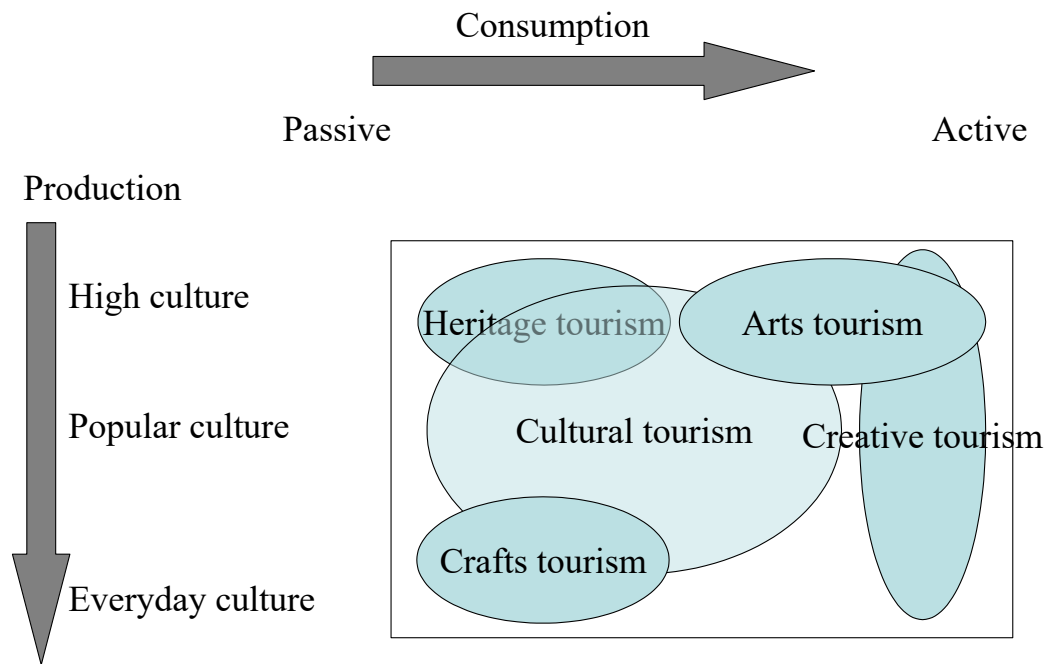 Consumption
Passive
Active
Production
High culture
Heritage tourism
Arts tourism
Popular culture
Cultural tourism
Creative tourism
Crafts tourism
Everyday culture